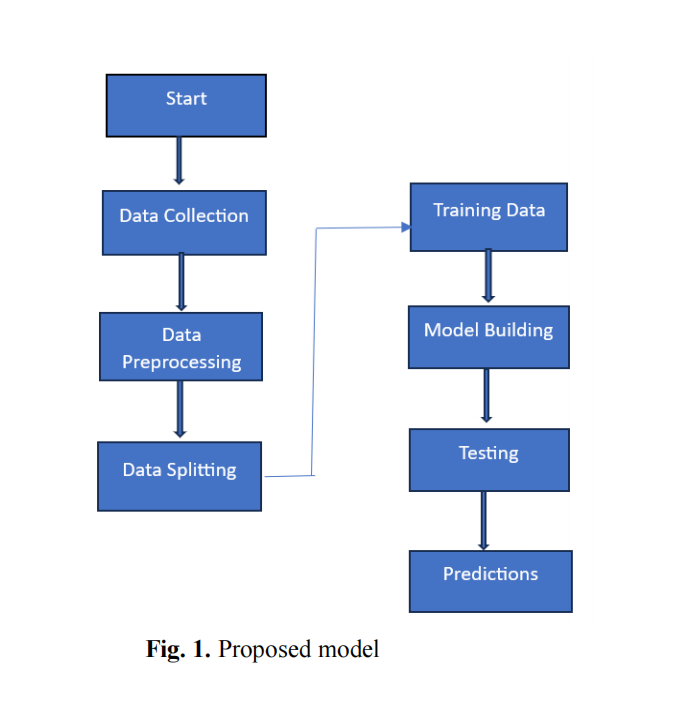 Start
Data Collection
Data
Preprocessing
Data Splitting
Training Data
Model Building
Testing
Predictions
Fig. 1. Proposed model